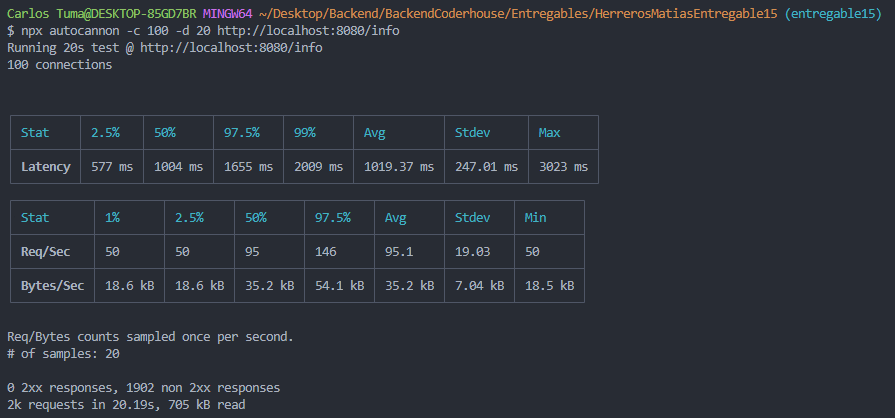 Carlos Tuma@DESKTOP-85GD7BR MINGW64 ~/Desktop/Backend/BackendCoderhouse/Entregables/HerrerosMatiasEntregable15 (entregable15)
$ npx autocannon -c 100 -d 20 http://localhost:8080/info
Running 20s test @ http://localhost:8080/info
100 connections
Stat 2.5% 50% 97.5% 99% Avg Stdev Max
Latency 577 ms 1004 ms 1655 ms 2009 ms 1019.37 ms 247.01 ms 3023 ms
Stat 1% 2.5% 50% 97.5% Avg Stdev Min
Req/Sec 50 50 95 146 95.1 19.03 50
Bytes/Sec 18.6 kB 18.6 kB 35.2 kB 54.1 kB 35.2 kB 7.04 kB 18.5 kB
Req/Bytes counts sampled once per second.
# of samples: 20
0 2xx responses, 1902 non 2xx responses
2k requests in 20.19s, 705 kB read